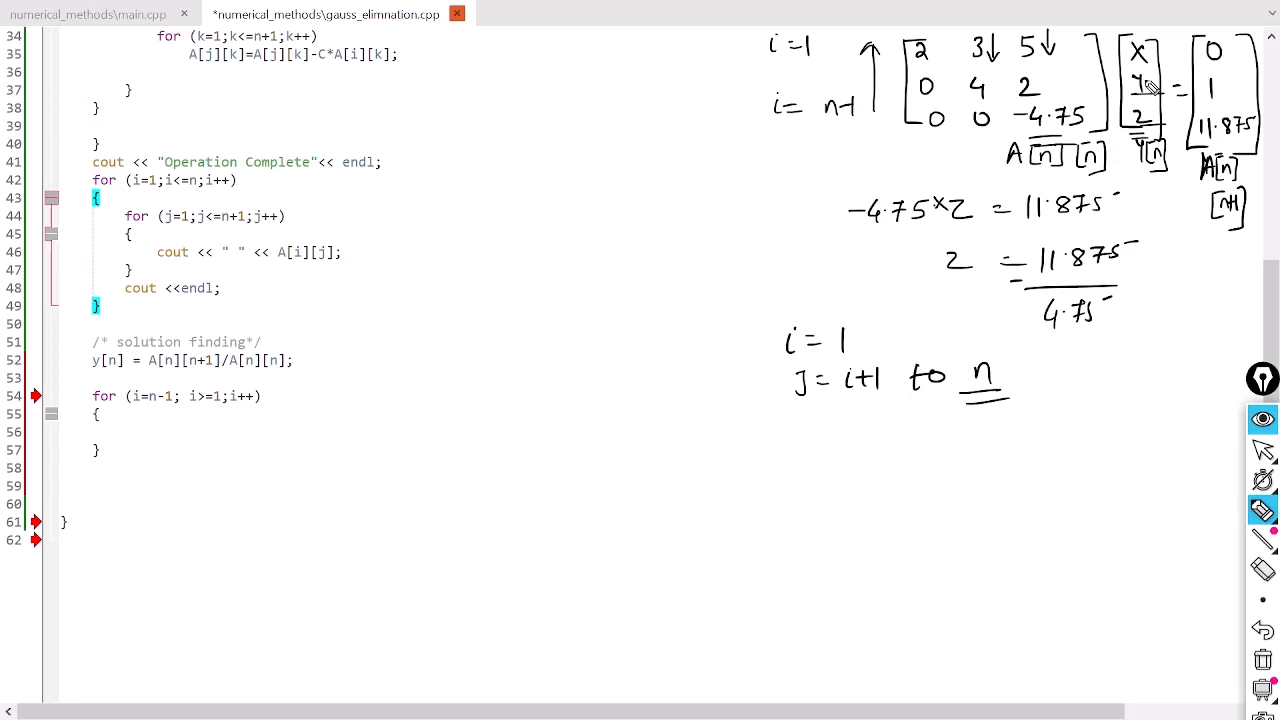 numerical_methods\main.cpp × *numerical_methods\gauss_elimnation.cpp ×
34 for (k=1;k<=n+1;k++)
35 A[j][k]=A[j][k]-C*A[i][k];
36
37 }
38 }
39
40 }
41 cout << "Operation Complete"<< endl;
42 for (i=1;i<=n;i++)
43 {
44 for (j=1;j<=n+1;j++)
45 {
46 cout << " " << A[i][j];
47 }
48 cout <<endl;
49 }
50
51 /* solution finding*/
52 y[n] = A[n][n+1]/A[n][n];
53
54 for (i=n-1; i>=1;i++)
55 {
56
57 }
58
59
60
61 }
62
i=1 2 3↓ 5↓ X 0
i= n-1 0 4 2 Y = 1
0 0 -4.75 Z 11.875
A[n][n] Y[n] A[n]
[n+1]
-4.75×Z = 11.875
Z = 11.875
4.75
i= 1
J= i+1 to n